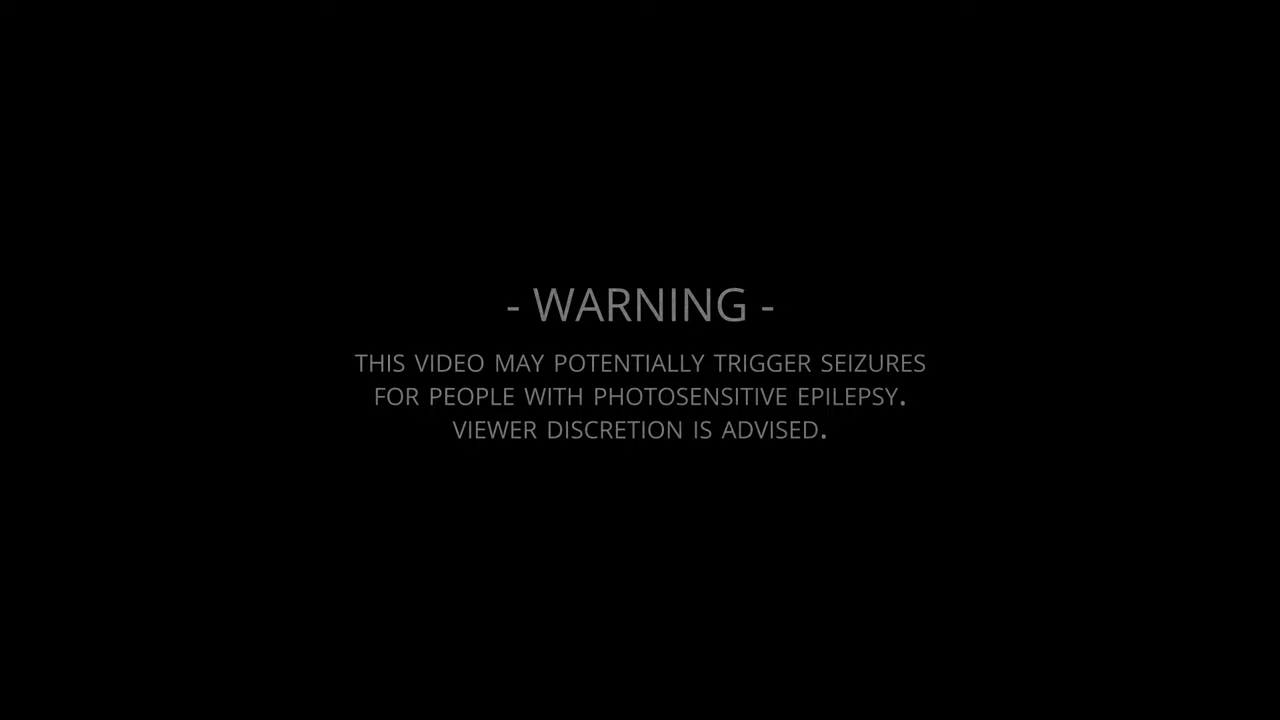 - WARNING -
THIS VIDEO MAY POTENTIALLY TRIGGER SEIZURES
FOR PEOPLE WITH PHOTOSENSITIVE EPILEPSY.
VIEWER DISCRETION IS ADVISED.